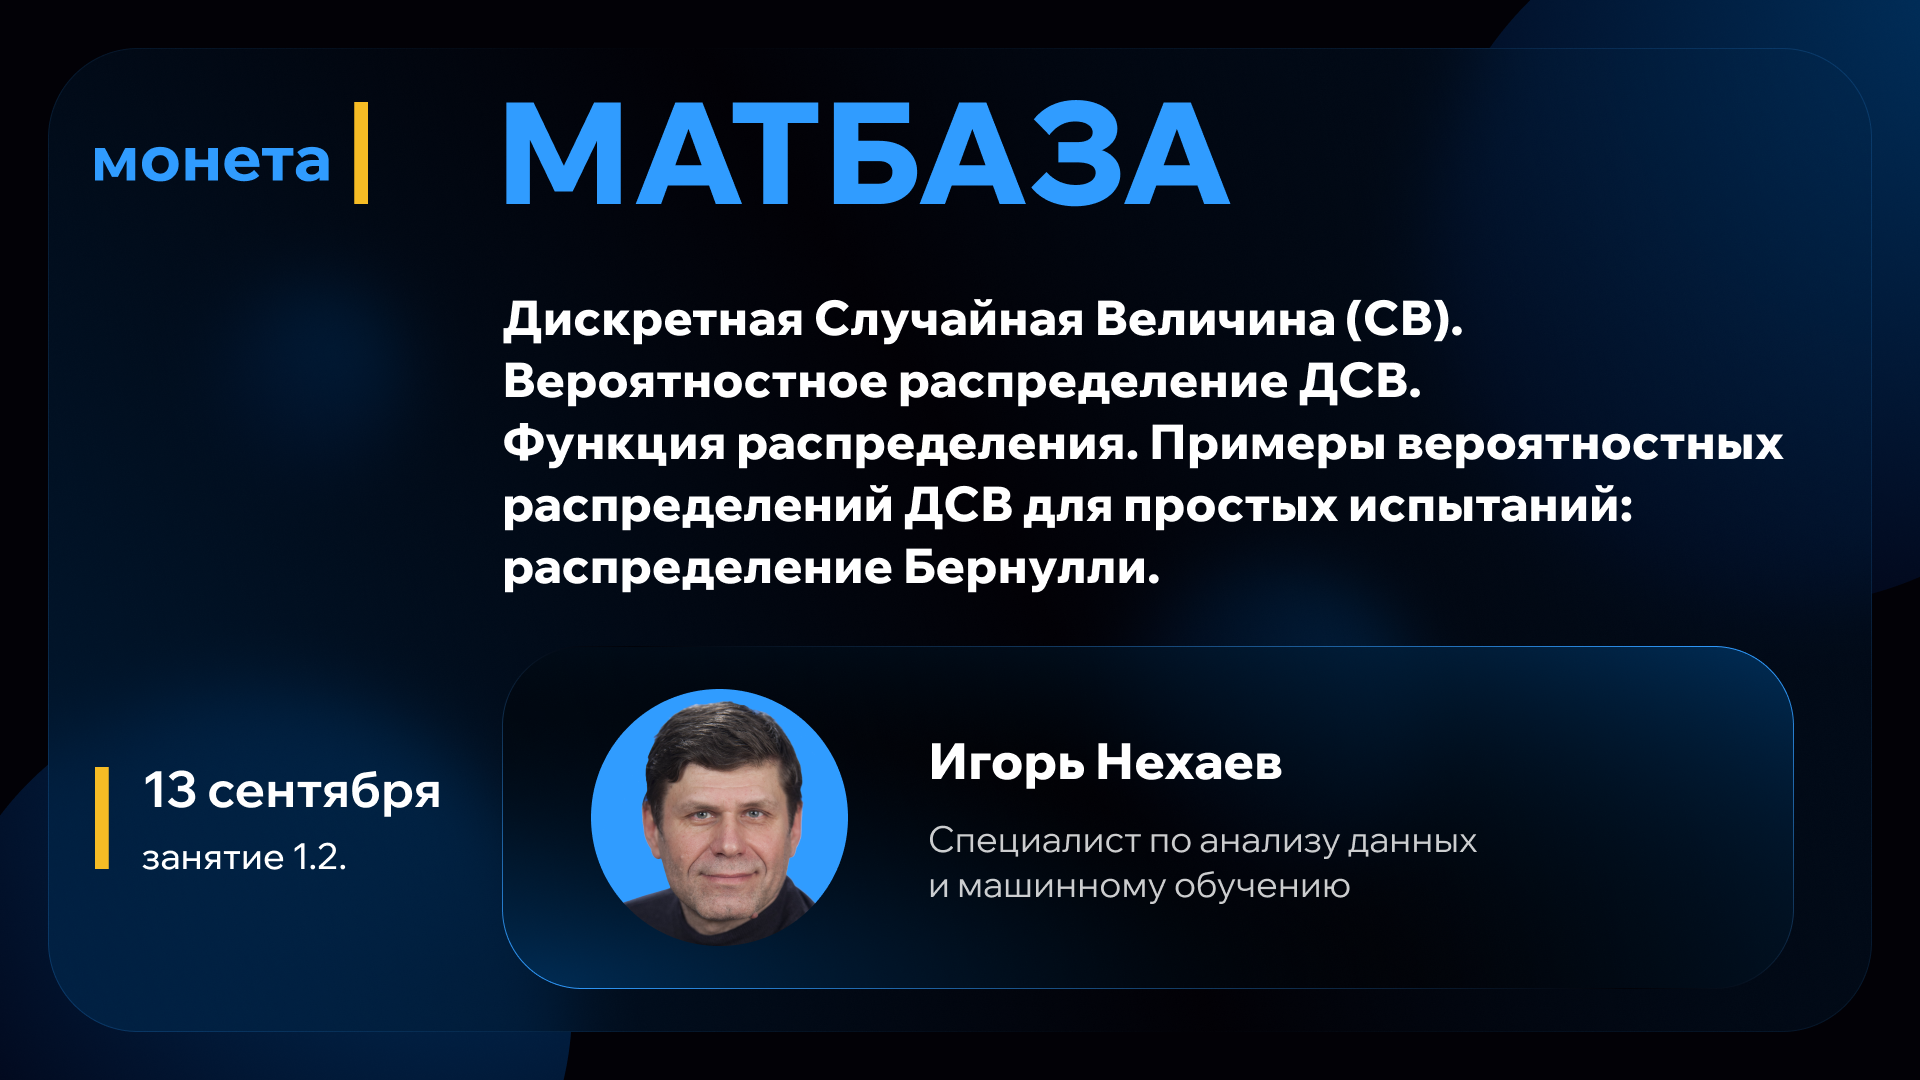 монета
МАТБАЗА
Дискретная Случайная Величина (СВ).
Вероятностное распределение ДСВ.
Функция распределения. Примеры вероятностных
распределений ДСВ для простых испытаний:
распределение Бернулли.
13 сентября
занятие 1.2.
Игорь Нехаев
Специалист по анализу данных
и машинному обучению